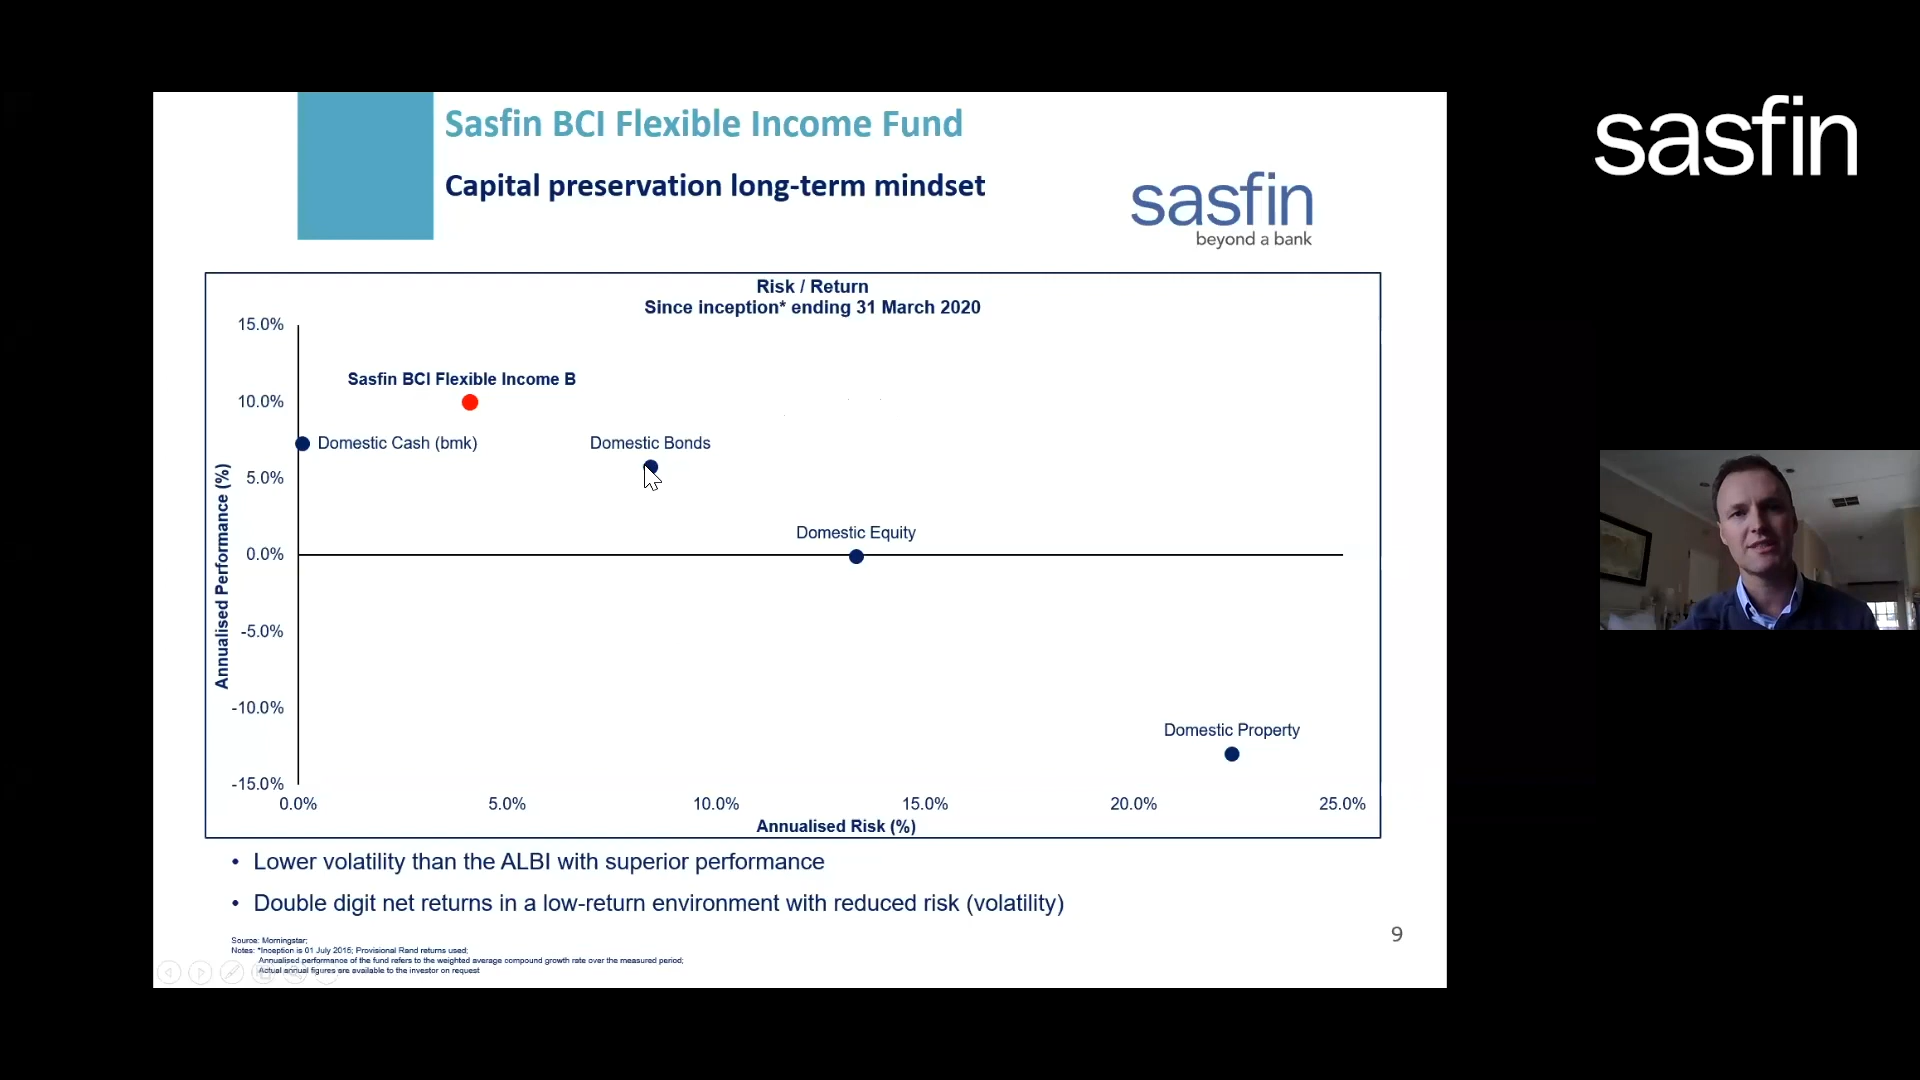 Sasfin BCI Flexible Income Fund
Capital preservation long-term mindset
sasfin
beyond a bank
sasfin
Risk / Return
Since inception* ending 31 March 2020
15.0%
Sasfin BCI Flexible Income B
10.0%
Domestic Cash (bmk)
Domestic Bonds
5.0%
Domestic Equity
0.0%
Annualised Performance (%)
-5.0%
-10.0%
Domestic Property
-15.0%
0.0% 5.0% 10.0% 15.0% 20.0% 25.0%
Annualised Risk (%)
• Lower volatility than the ALBI with superior performance
• Double digit net returns in a low-return environment with reduced risk (volatility)
9
Source: Morningstar;
Notes: *Inception is 01 July 2015; Provisional Rand returns used;
Annualised performance of the fund refers to the weighted average compound growth rate over the measured period;
Actual annual figures are available to the investor on request